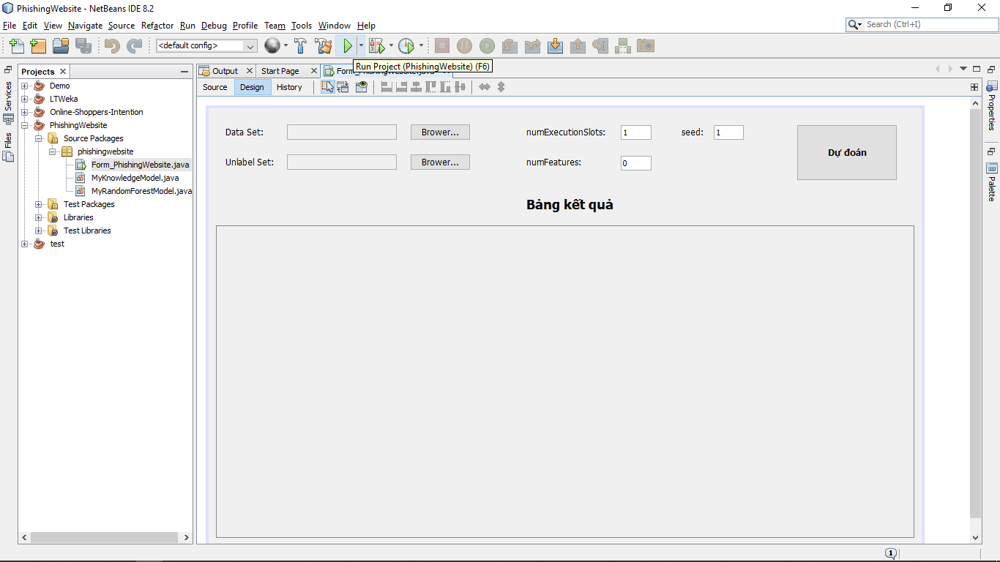 PhishingWebsite - NetBeans IDE 8.2
File Edit View Navigate Source Refactor Run Debug Profile Team Tools Window Help
Search (Ctrl+I)
<default config>
Run Project (PhishingWebsite) (F6)
Services
Files
Projects
Demo
LTWeka
Online-Shoppers-Intention
PhishingWebsite
Source Packages
phishingwebsite
Form_PhishingWebsite.java
MyKnowledgeModel.java
MyRandomForestModel.java
Test Packages
Libraries
Test Libraries
test
Output Start Page Form_PhishingWebsite.java
Source Design History
Data Set: Brower... numExecutionSlots: 1 seed: 1
Dự đoán
Unlabel Set: Brower... numFeatures: 0
Bảng kết quả
Properties
Palette
1